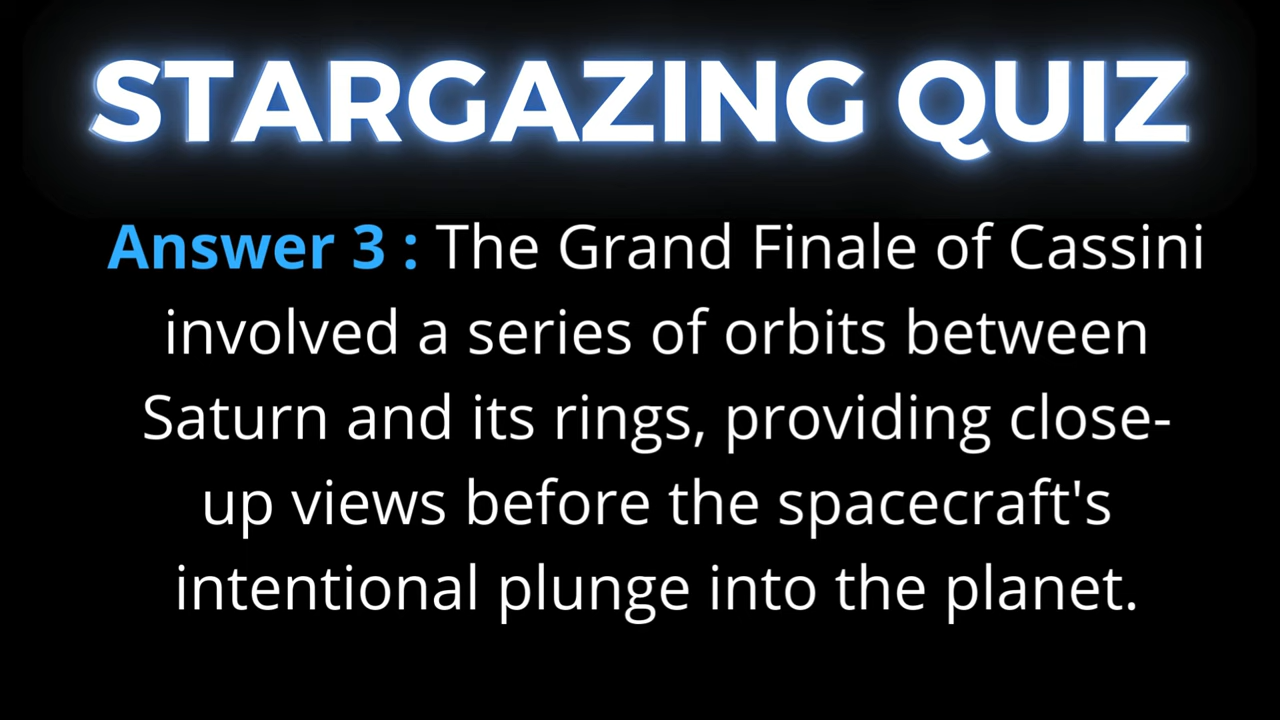 STARGAZING QUIZ
Answer 3 : The Grand Finale of Cassini
involved a series of orbits between
Saturn and its rings, providing close-
up views before the spacecraft's
intentional plunge into the planet.